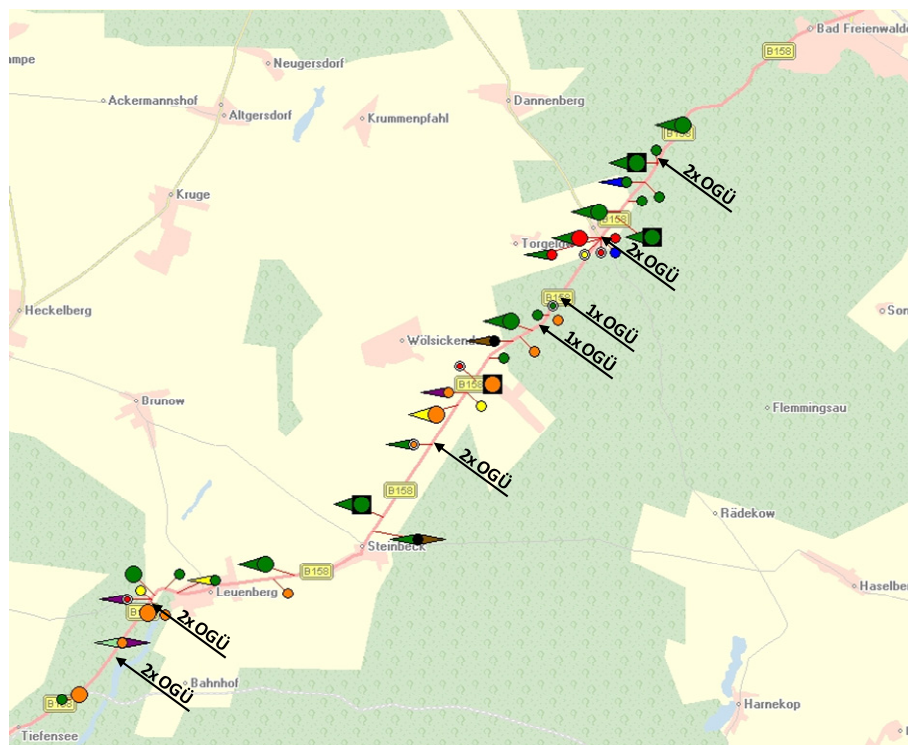 Bad Freienwalde
B158
ampe
Neugersdorf
Ackermannshof
Altgersdorf
Krummenpfahl
Dannenberg
B158
2x OGÜ
Kruge
B158
Torgelow
2x OGÜ
B158
1x OGÜ
Heckelberg
Son
Wölsickend
1x OGÜ
B158
Brunow
Flemmingsau
2x OGÜ
B158
Rädekow
Steinbeck
B158
Leuenberg
Haselber
2x OGÜ
2x OGÜ
Bahnhof
Harnekop
Tiefensee